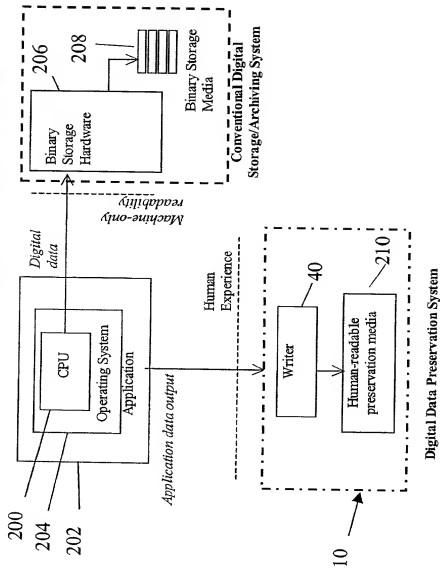 200
204
202
CPU
Operating System
Application
Digital
data
Machine-only
readability
206
Binary
Storage
Hardware
208
Binary Storage
Media
Conventional Digital
Storage/Archiving System
Application data output
Human
Experience
10
Writer
40
Human-readable
preservation media
210
Digital Data Preservation System